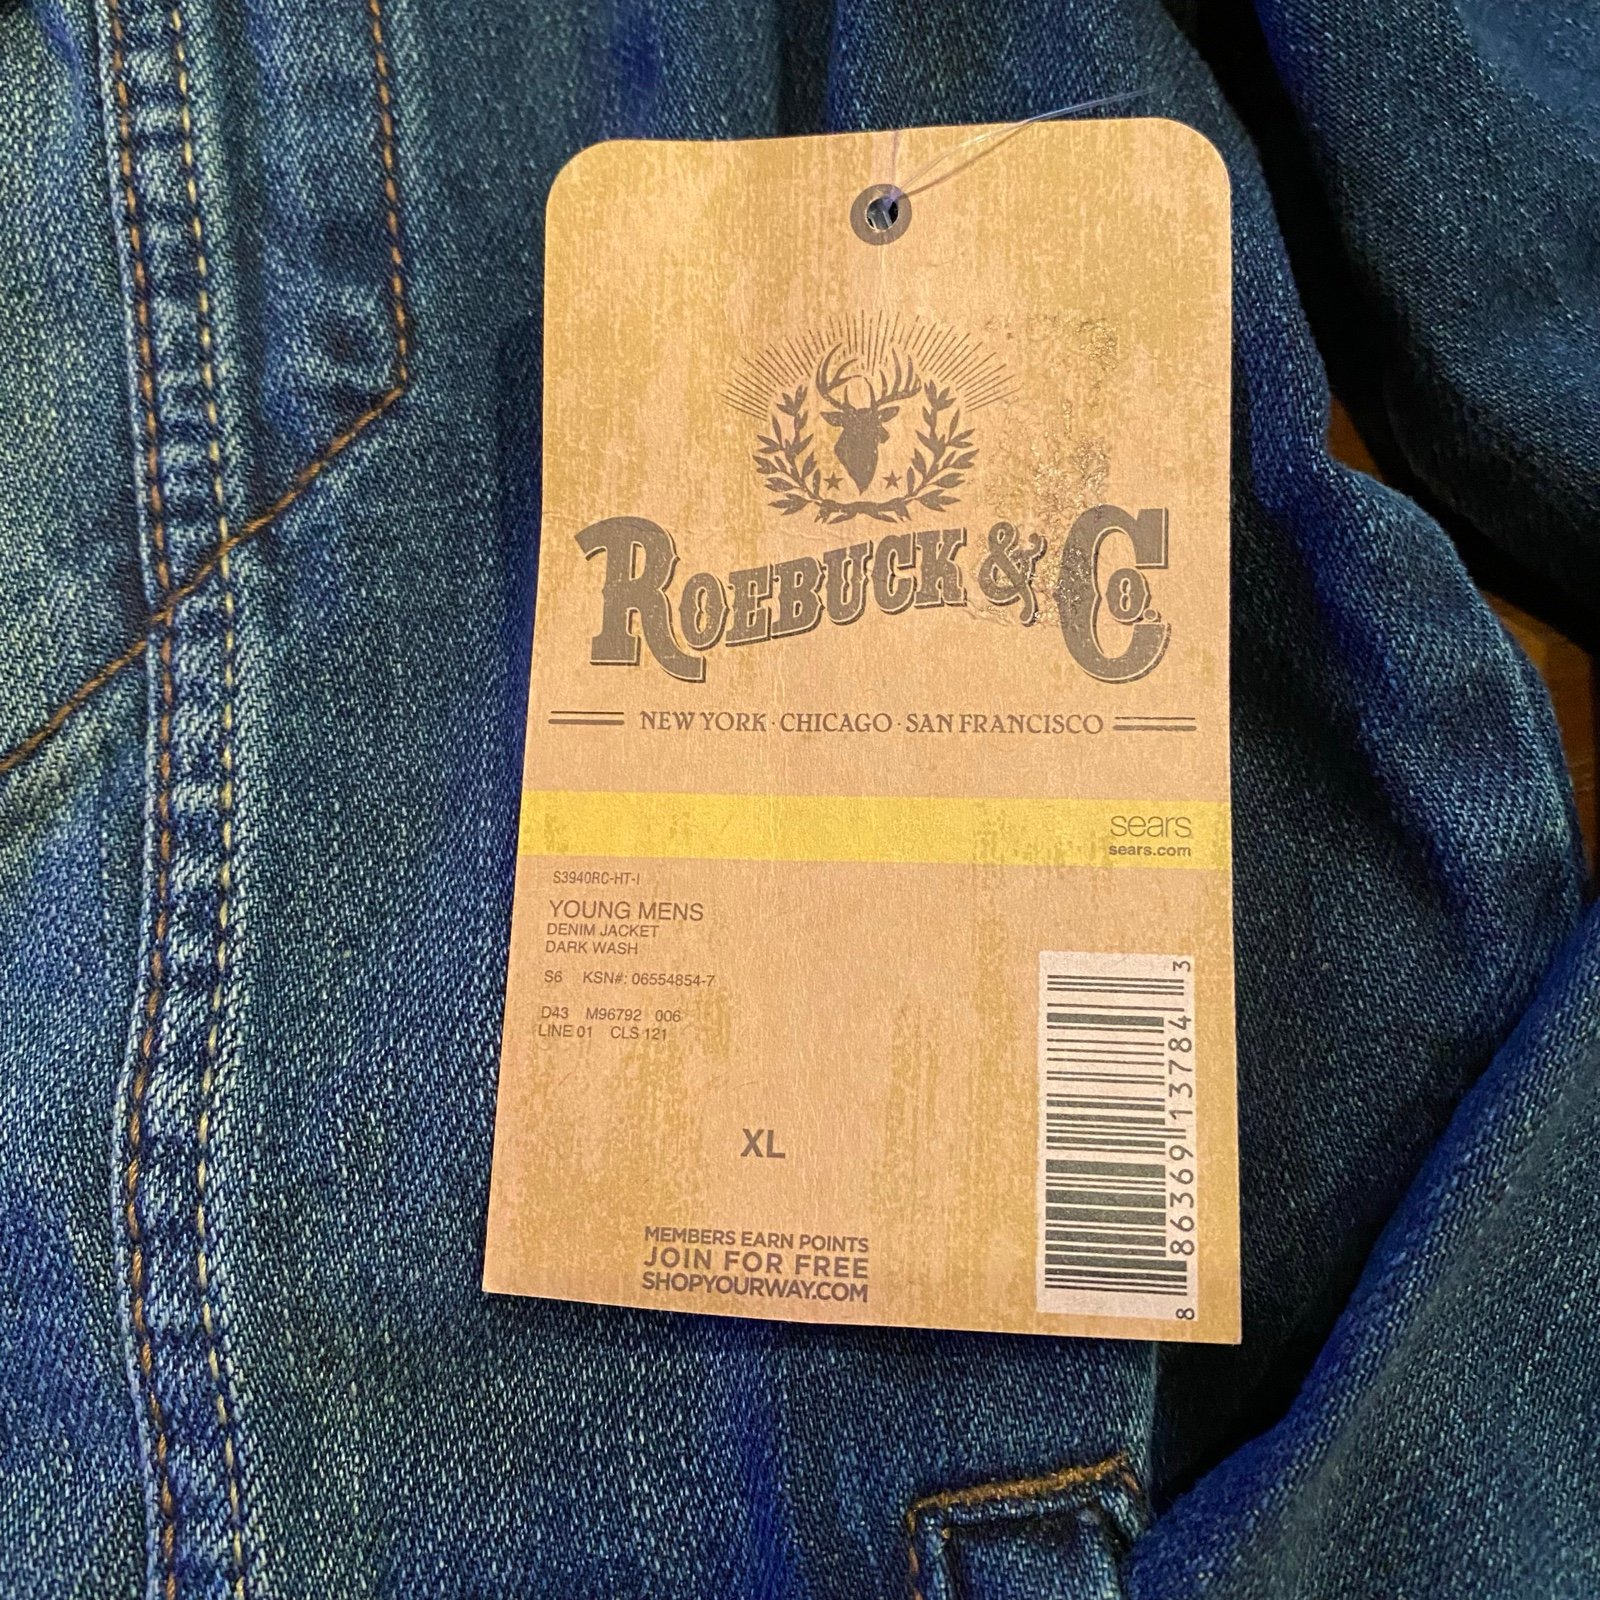 ROEBUCK & Co.
NEW YORK · CHICAGO · SAN FRANCISCO
sears
sears.com
S3940RC-HT-I
YOUNG MENS
DENIM JACKET
DARK WASH
S6 KSN#: 06554854-7
D43 M96792 006
LINE 01 CLS 121
XL
MEMBERS EARN POINTS
JOIN FOR FREE
SHOPYOURWAY.COM
8 86369 13784 3